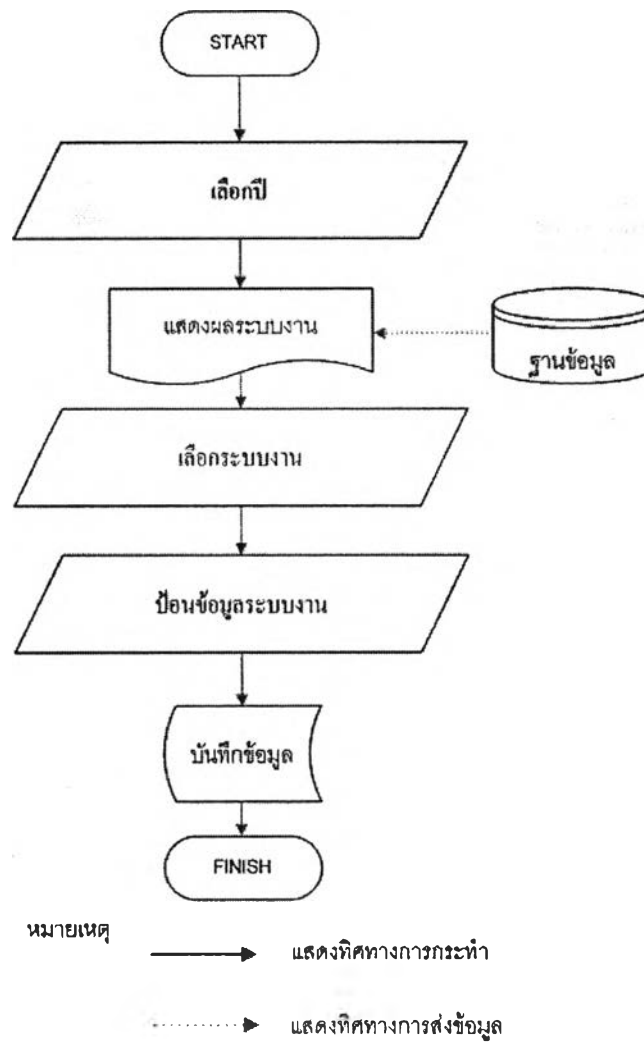 START
เลือกปี
แสดงผลระบบงาน
ฐานข้อมูล
เลือกระบบงาน
ป้อนข้อมูลระบบงาน
บันทึกข้อมูล
FINISH
หมายเหตุ
แสดงทิศทางการกระทำ
แสดงทิศทางการส่งข้อมูล